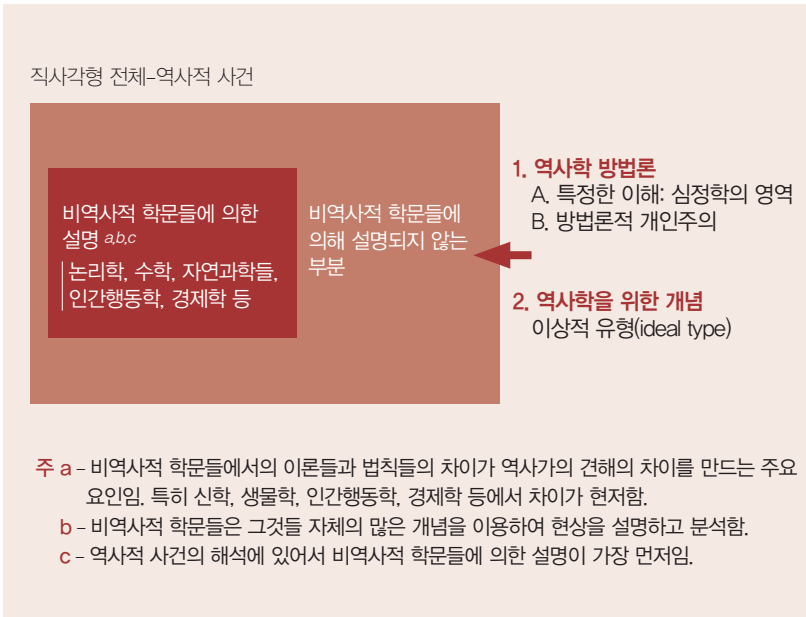 직사각형 전체-역사적 사건
비역사적 학문들에 의한
설명 a,b,c
논리학, 수학, 자연과학들,
인간행동학, 경제학 등
비역사적 학문들에
의해 설명되지 않는
부분
1. 역사학 방법론
A. 특정한 이해: 심정학의 영역
B. 방법론적 개인주의
2. 역사학을 위한 개념
이상적 유형(ideal type)
주 a – 비역사적 학문들에서의 이론들과 법칙들의 차이가 역사가의 견해의 차이를 만드는 주요
요인임. 특히 신학, 생물학, 인간행동학, 경제학 등에서 차이가 현저함.
b – 비역사적 학문들은 그것들 자체의 많은 개념을 이용하여 현상을 설명하고 분석함.
c – 역사적 사건의 해석에 있어서 비역사적 학문들에 의한 설명이 가장 먼저임.